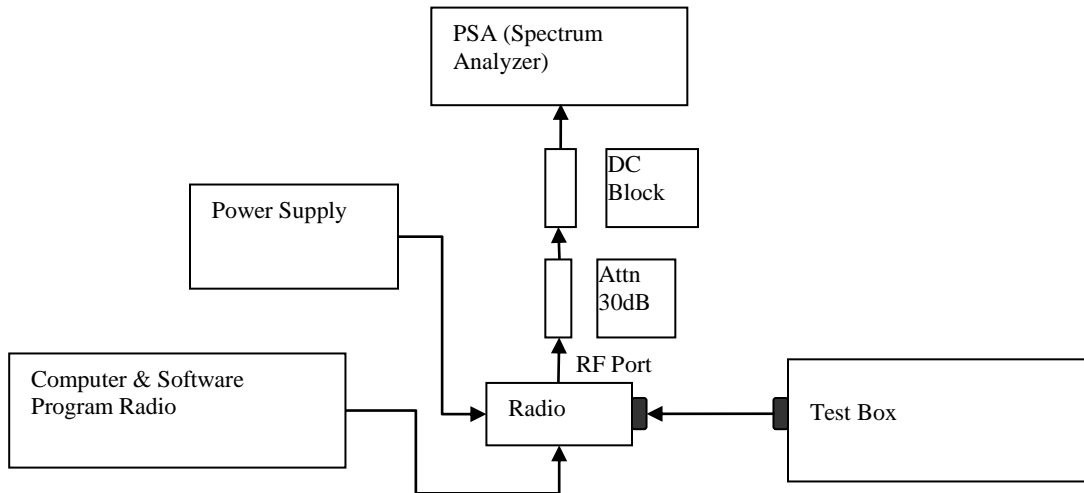 PSA (Spectrum
Analyzer)
DC
Block
Power Supply
Attn
30dB
RF Port
Computer & Software
Program Radio
Radio
Test Box